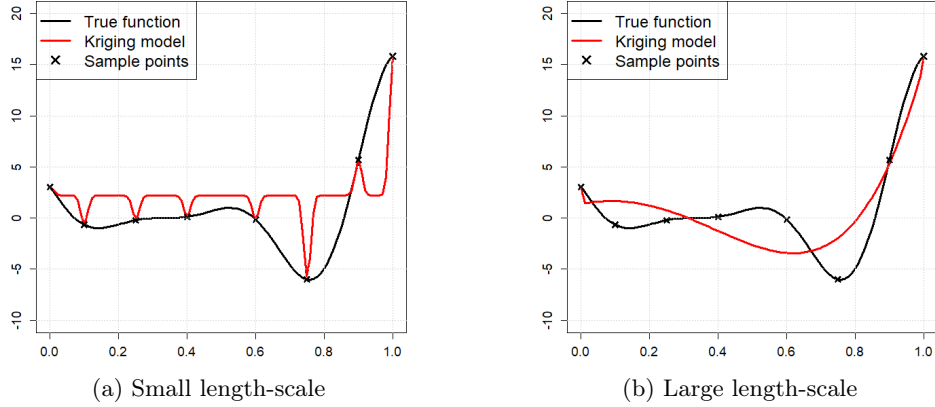 True function
Kriging model
Sample points
20
15
10
5
0
-5
-10
0.0 0.2 0.4 0.6 0.8 1.0
(a) Small length-scale
True function
Kriging model
Sample points
20
15
10
5
0
-5
-10
0.0 0.2 0.4 0.6 0.8 1.0
(b) Large length-scale